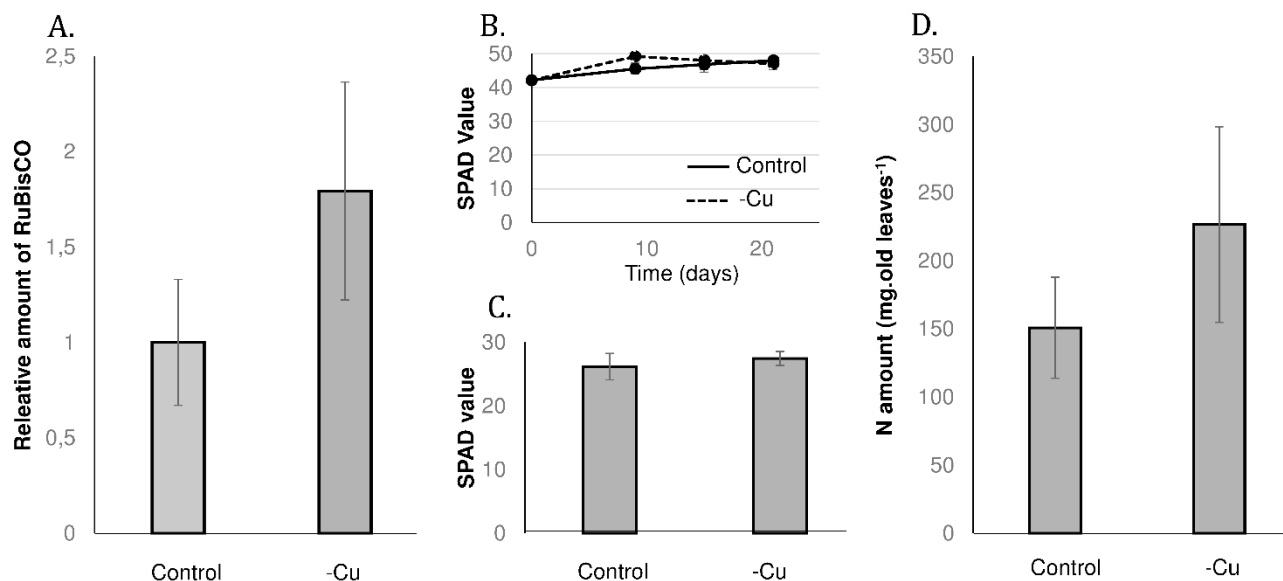 A.
Releative amount of RuBisCO
2,5
2
1,5
1
0,5
0
Control -Cu
B.
SPAD Value
50
40
30
20
10
0
Control
-Cu
0 10 20
Time (days)
C.
SPAD value
30
20
10
0
Control -Cu
D.
N amount (mg.old leaves-1)
350
300
250
200
150
100
50
0
Control -Cu